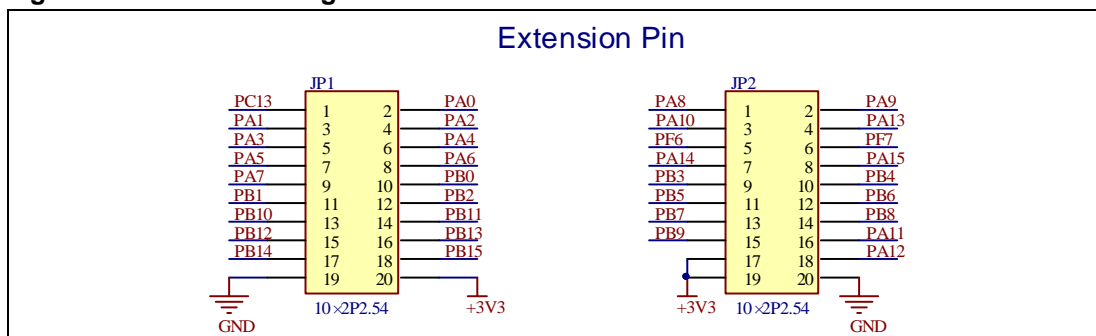 Extension Pin
JP1
PC13 1 2 PA0
PA1 3 4 PA2
PA3 5 6 PA4
PA5 7 8 PA6
PA7 9 10 PB0
PB1 11 12 PB2
PB10 13 14 PB11
PB12 15 16 PB13
PB14 17 18 PB15
19 20
GND 10×2P2.54 +3V3
JP2
PA8 1 2 PA9
PA10 3 4 PA13
PF6 5 6 PF7
PA14 7 8 PA15
PB3 9 10 PB4
PB5 11 12 PB6
PB7 13 14 PB8
PB9 15 16 PA11
17 18 PA12
19 20
+3V3 10×2P2.54 GND